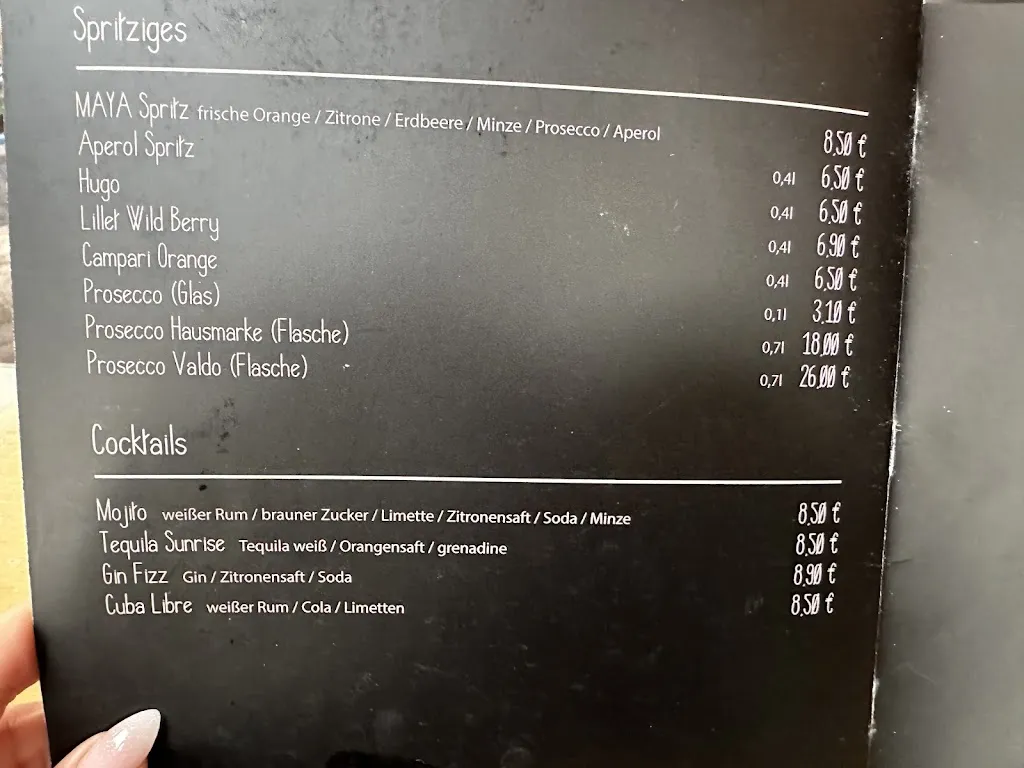 Spritziges
MAYA Spritz frische Orange / Zitrone / Erdbeere / Minze / Prosecco / Aperol 8,50 €
Aperol Spritz 0,4l 6,50 €
Hugo 0,4l 6,50 €
Lillet Wild Berry 0,4l 6,90 €
Campari Orange 0,4l 6,50 €
Prosecco (Glas) 0,1l 3,10 €
Prosecco Hausmarke (Flasche) 0,7l 18,00 €
Prosecco Valdo (Flasche) 0,7l 26,00 €
Cocktails
Mojito weißer Rum / brauner Zucker / Limette / Zitronensaft / Soda / Minze 8,50 €
Tequila Sunrise Tequila weiß / Orangensaft / grenadine 8,50 €
Gin Fizz Gin / Zitronensaft / Soda 8,90 €
Cuba Libre weißer Rum / Cola / Limetten 8,50 €